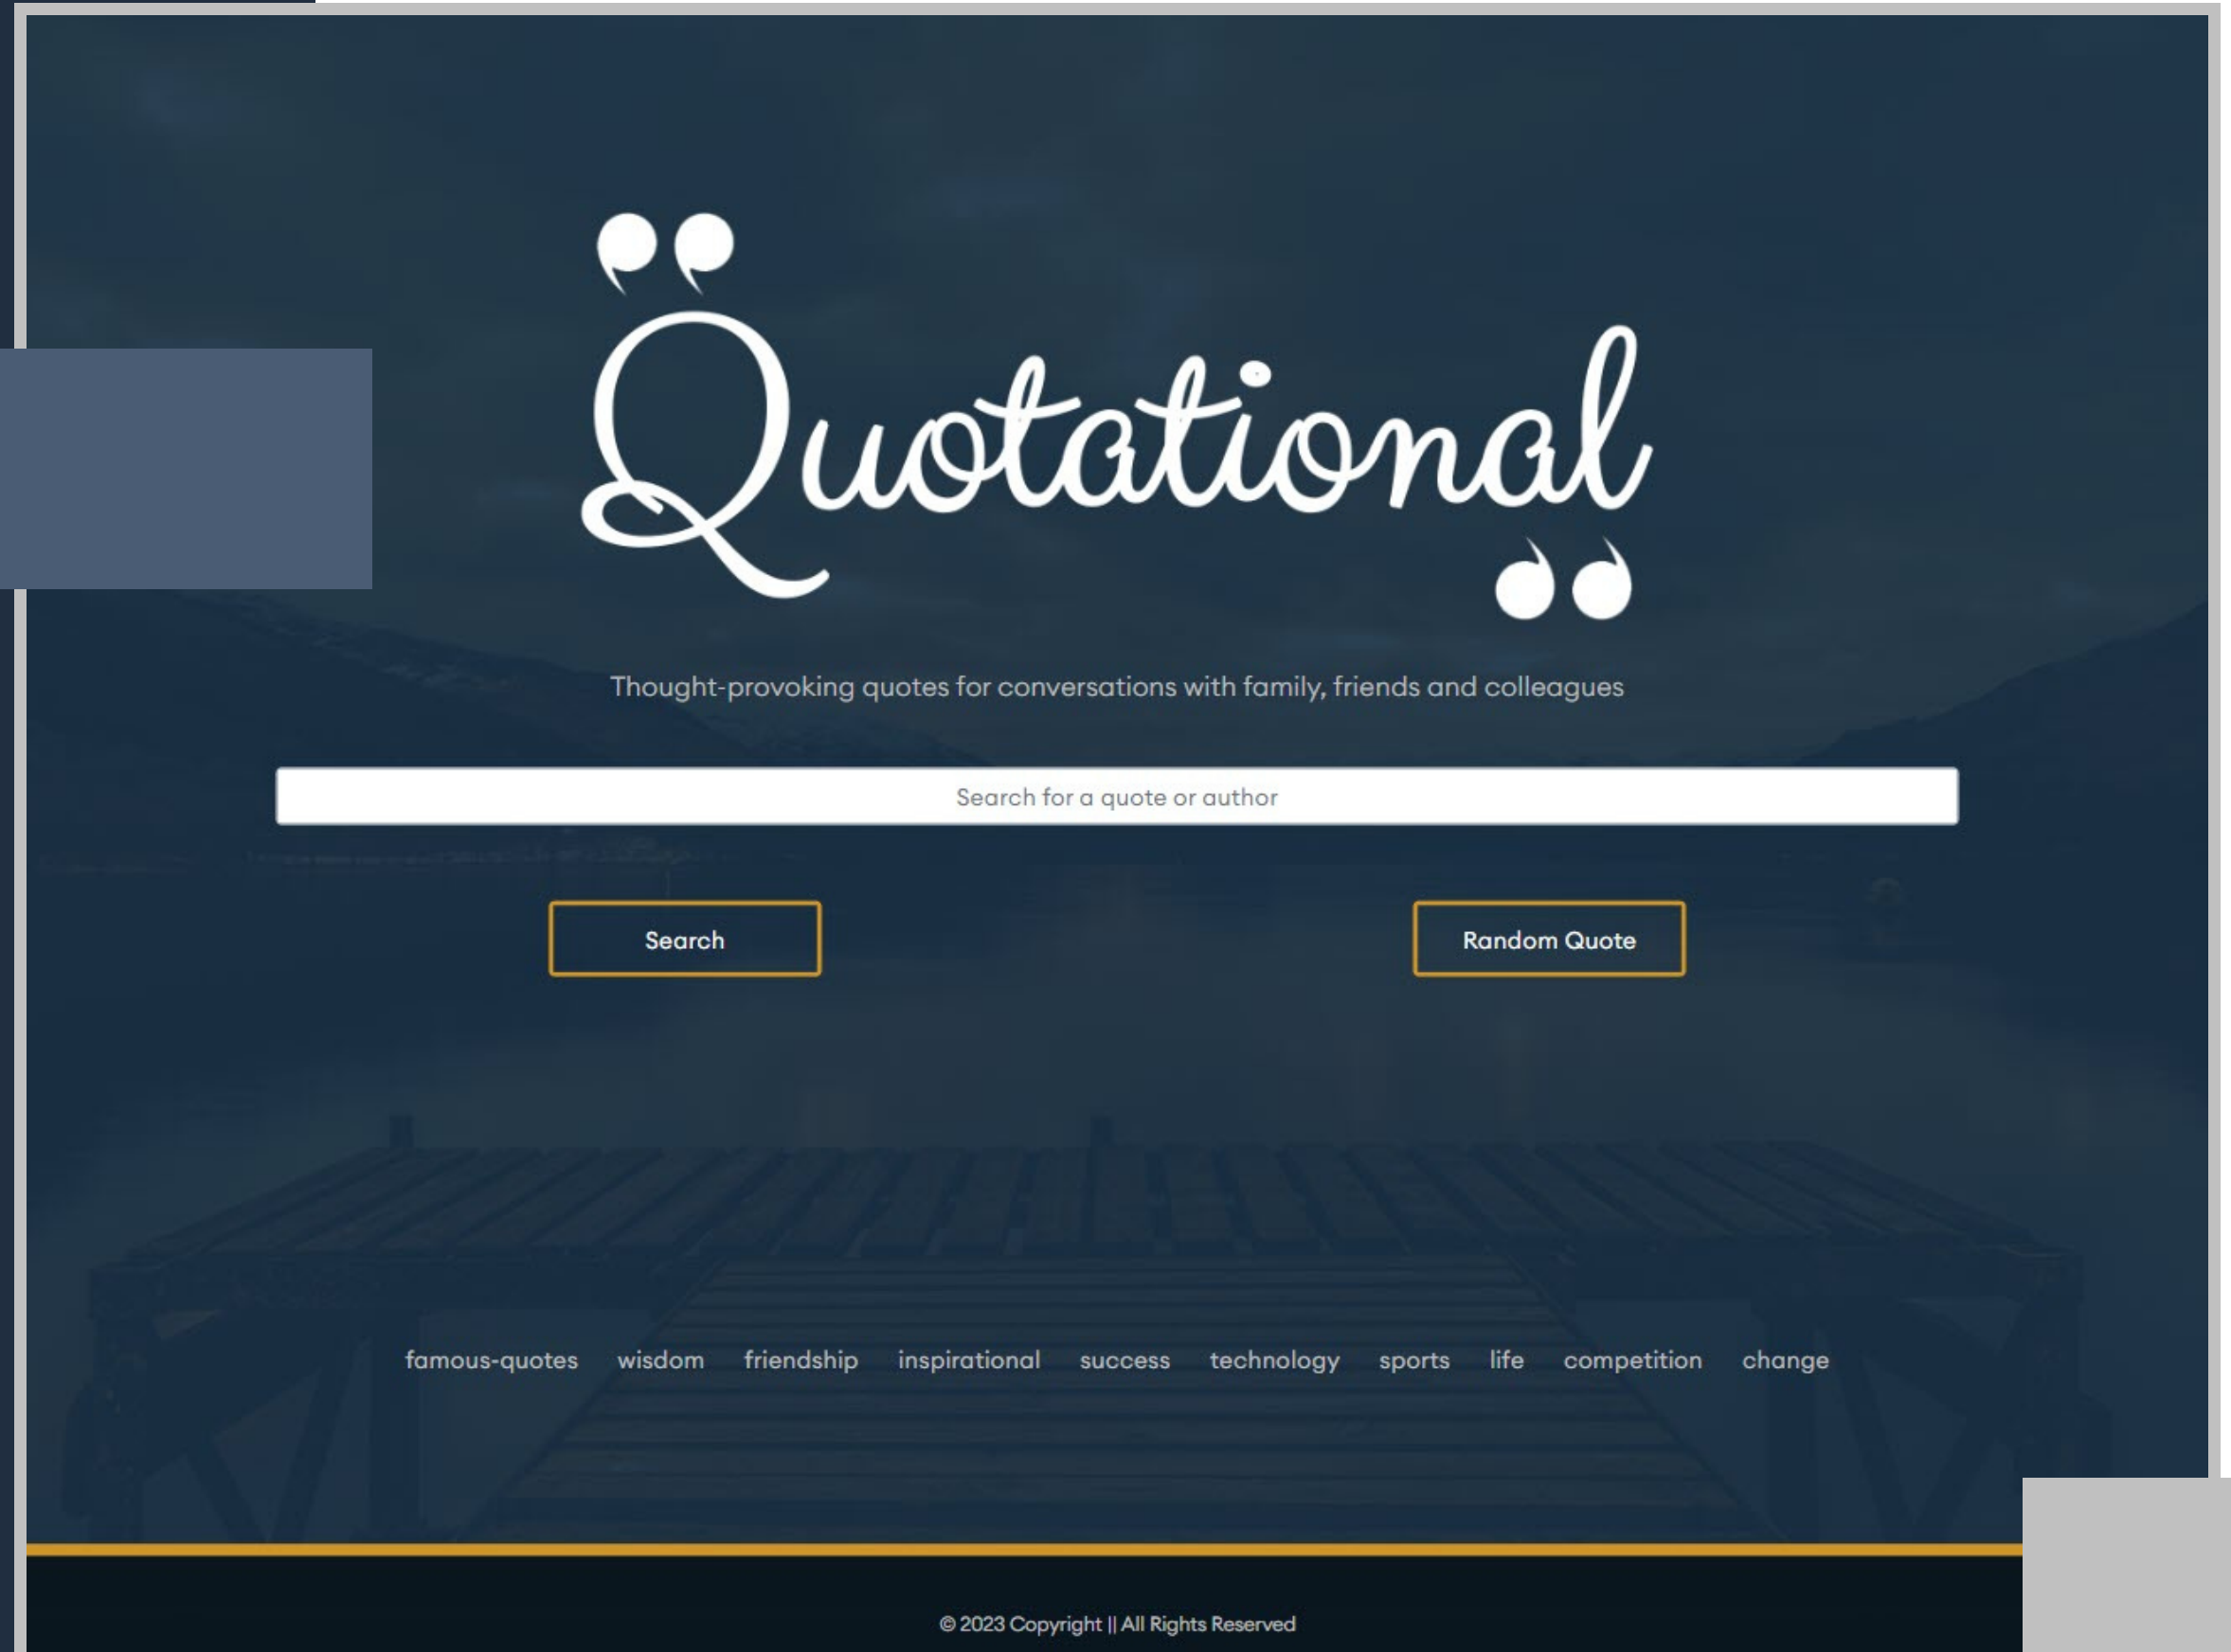 Quotational
Thought-provoking quotes for conversations with family, friends and colleagues
Search for a quote or author
Search Random Quote
famous-quotes wisdom friendship inspirational success technology sports life competition change
© 2023 Copyright || All Rights Reserved